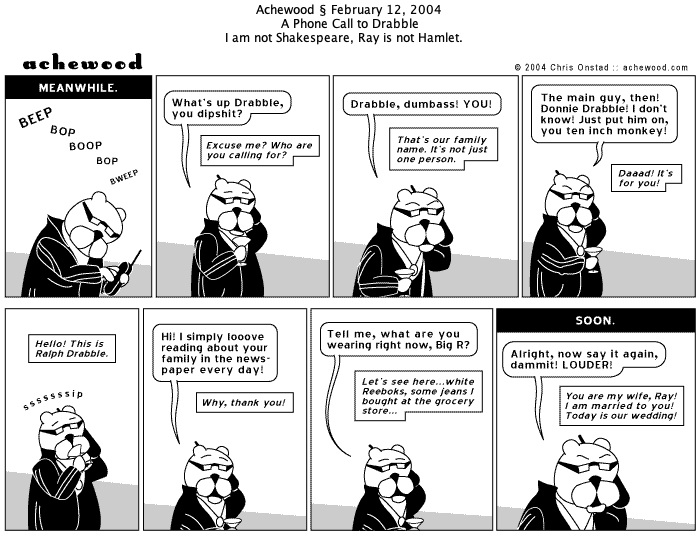 Achewood § February 12, 2004
A Phone Call to Drabble
I am not Shakespeare, Ray is not Hamlet.
achewood
© 2004 Chris Onstad :: achewood.com
MEANWHILE.
BEEP
BOP
BOOP
BOP
BWEEP
What's up Drabble,
you dipshit?
Excuse me? Who are
you calling for?
Drabble, dumbass! YOU!
That's our family
name. It's not just
one person.
The main guy, then!
Donnie Drabble! I don't
know! Just put him on,
you ten inch monkey!
Daaad! It's
for you!
Hello! This is
Ralph Drabble.
sssssssip
Hi! I simply looove
reading about your
family in the news-
paper every day!
Why, thank you!
Tell me, what are you
wearing right now, Big R?
Let's see here...white
Reeboks, some jeans I
bought at the grocery
store...
SOON.
Alright, now say it again,
dammit! LOUDER!
You are my wife, Ray!
I am married to you!
Today is our wedding!